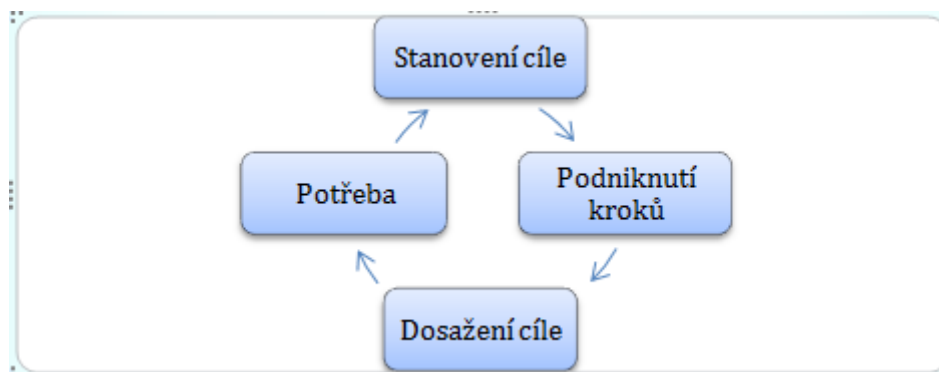 Stanovení cíle
Potřeba
Podniknutí
kroků
Dosažení cíle